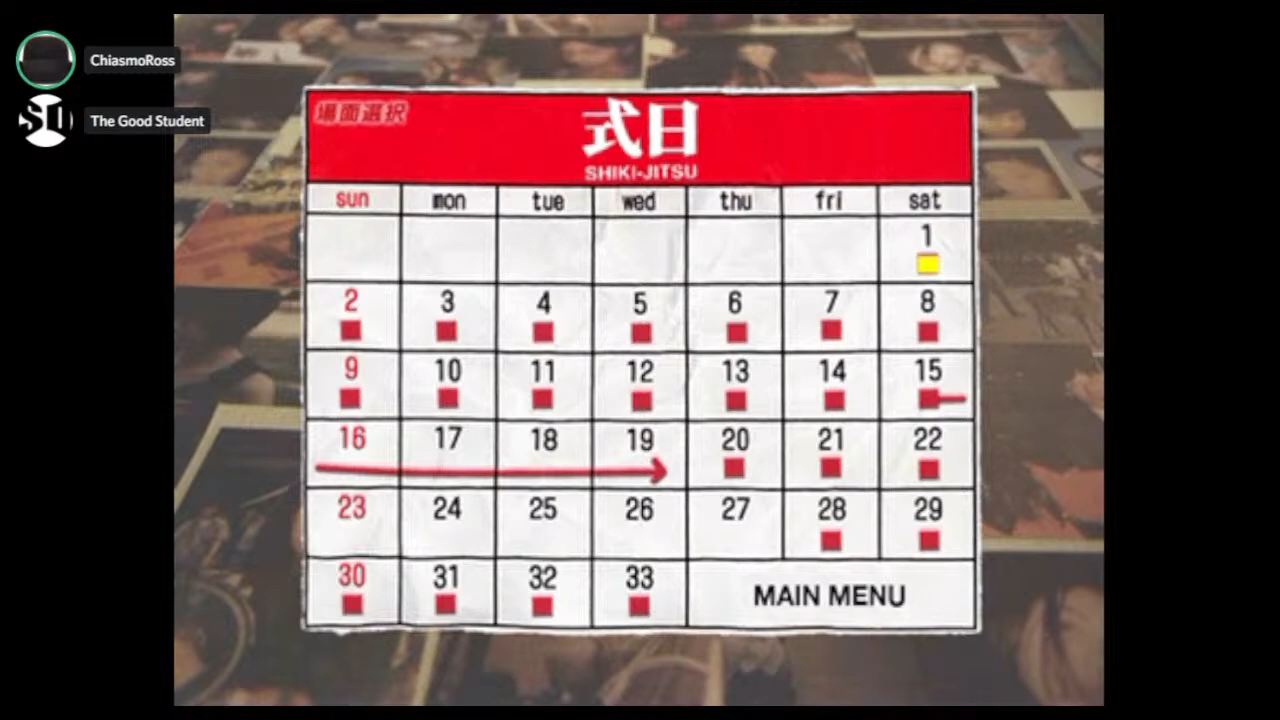 ChiasmoRoss
The Good Student
場面選択
式日
SHIKI-JITSU
sun mon tue wed thu fri sat
1
2 3 4 5 6 7 8
9 10 11 12 13 14 15
16 17 18 19 20 21 22
23 24 25 26 27 28 29
30 31 32 33 MAIN MENU